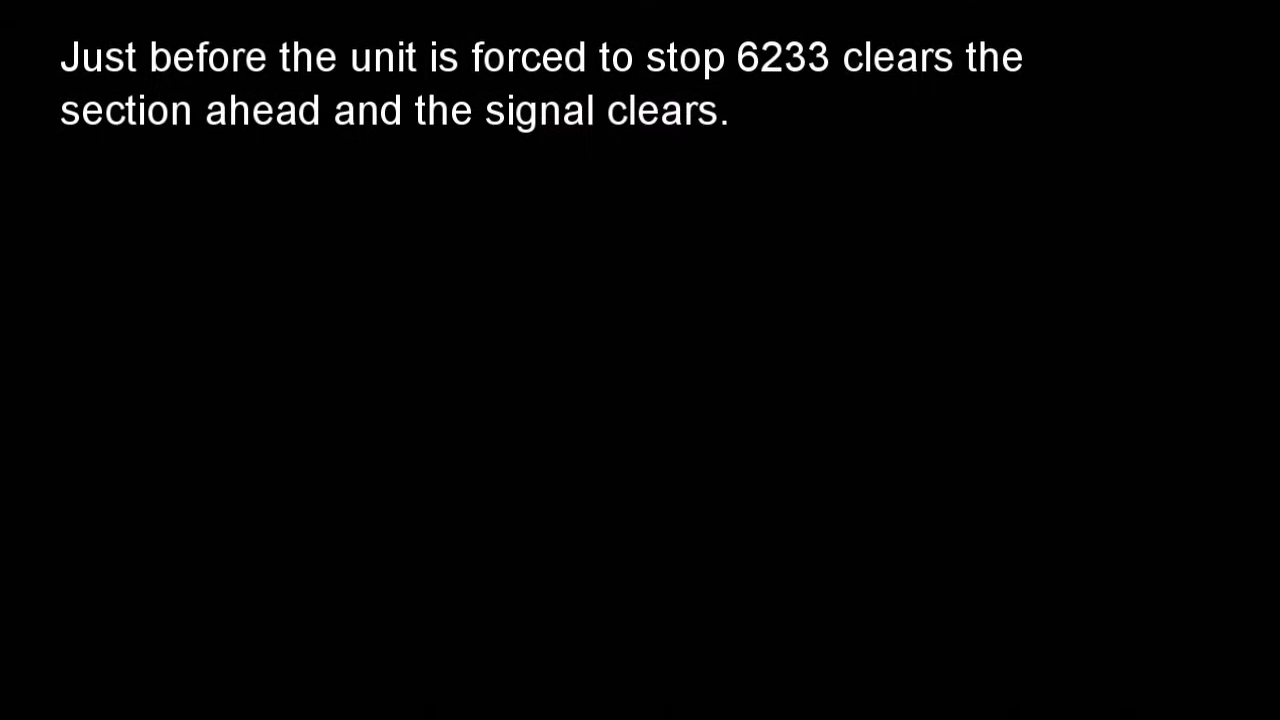 Just before the unit is forced to stop 6233 clears the
section ahead and the signal clears.